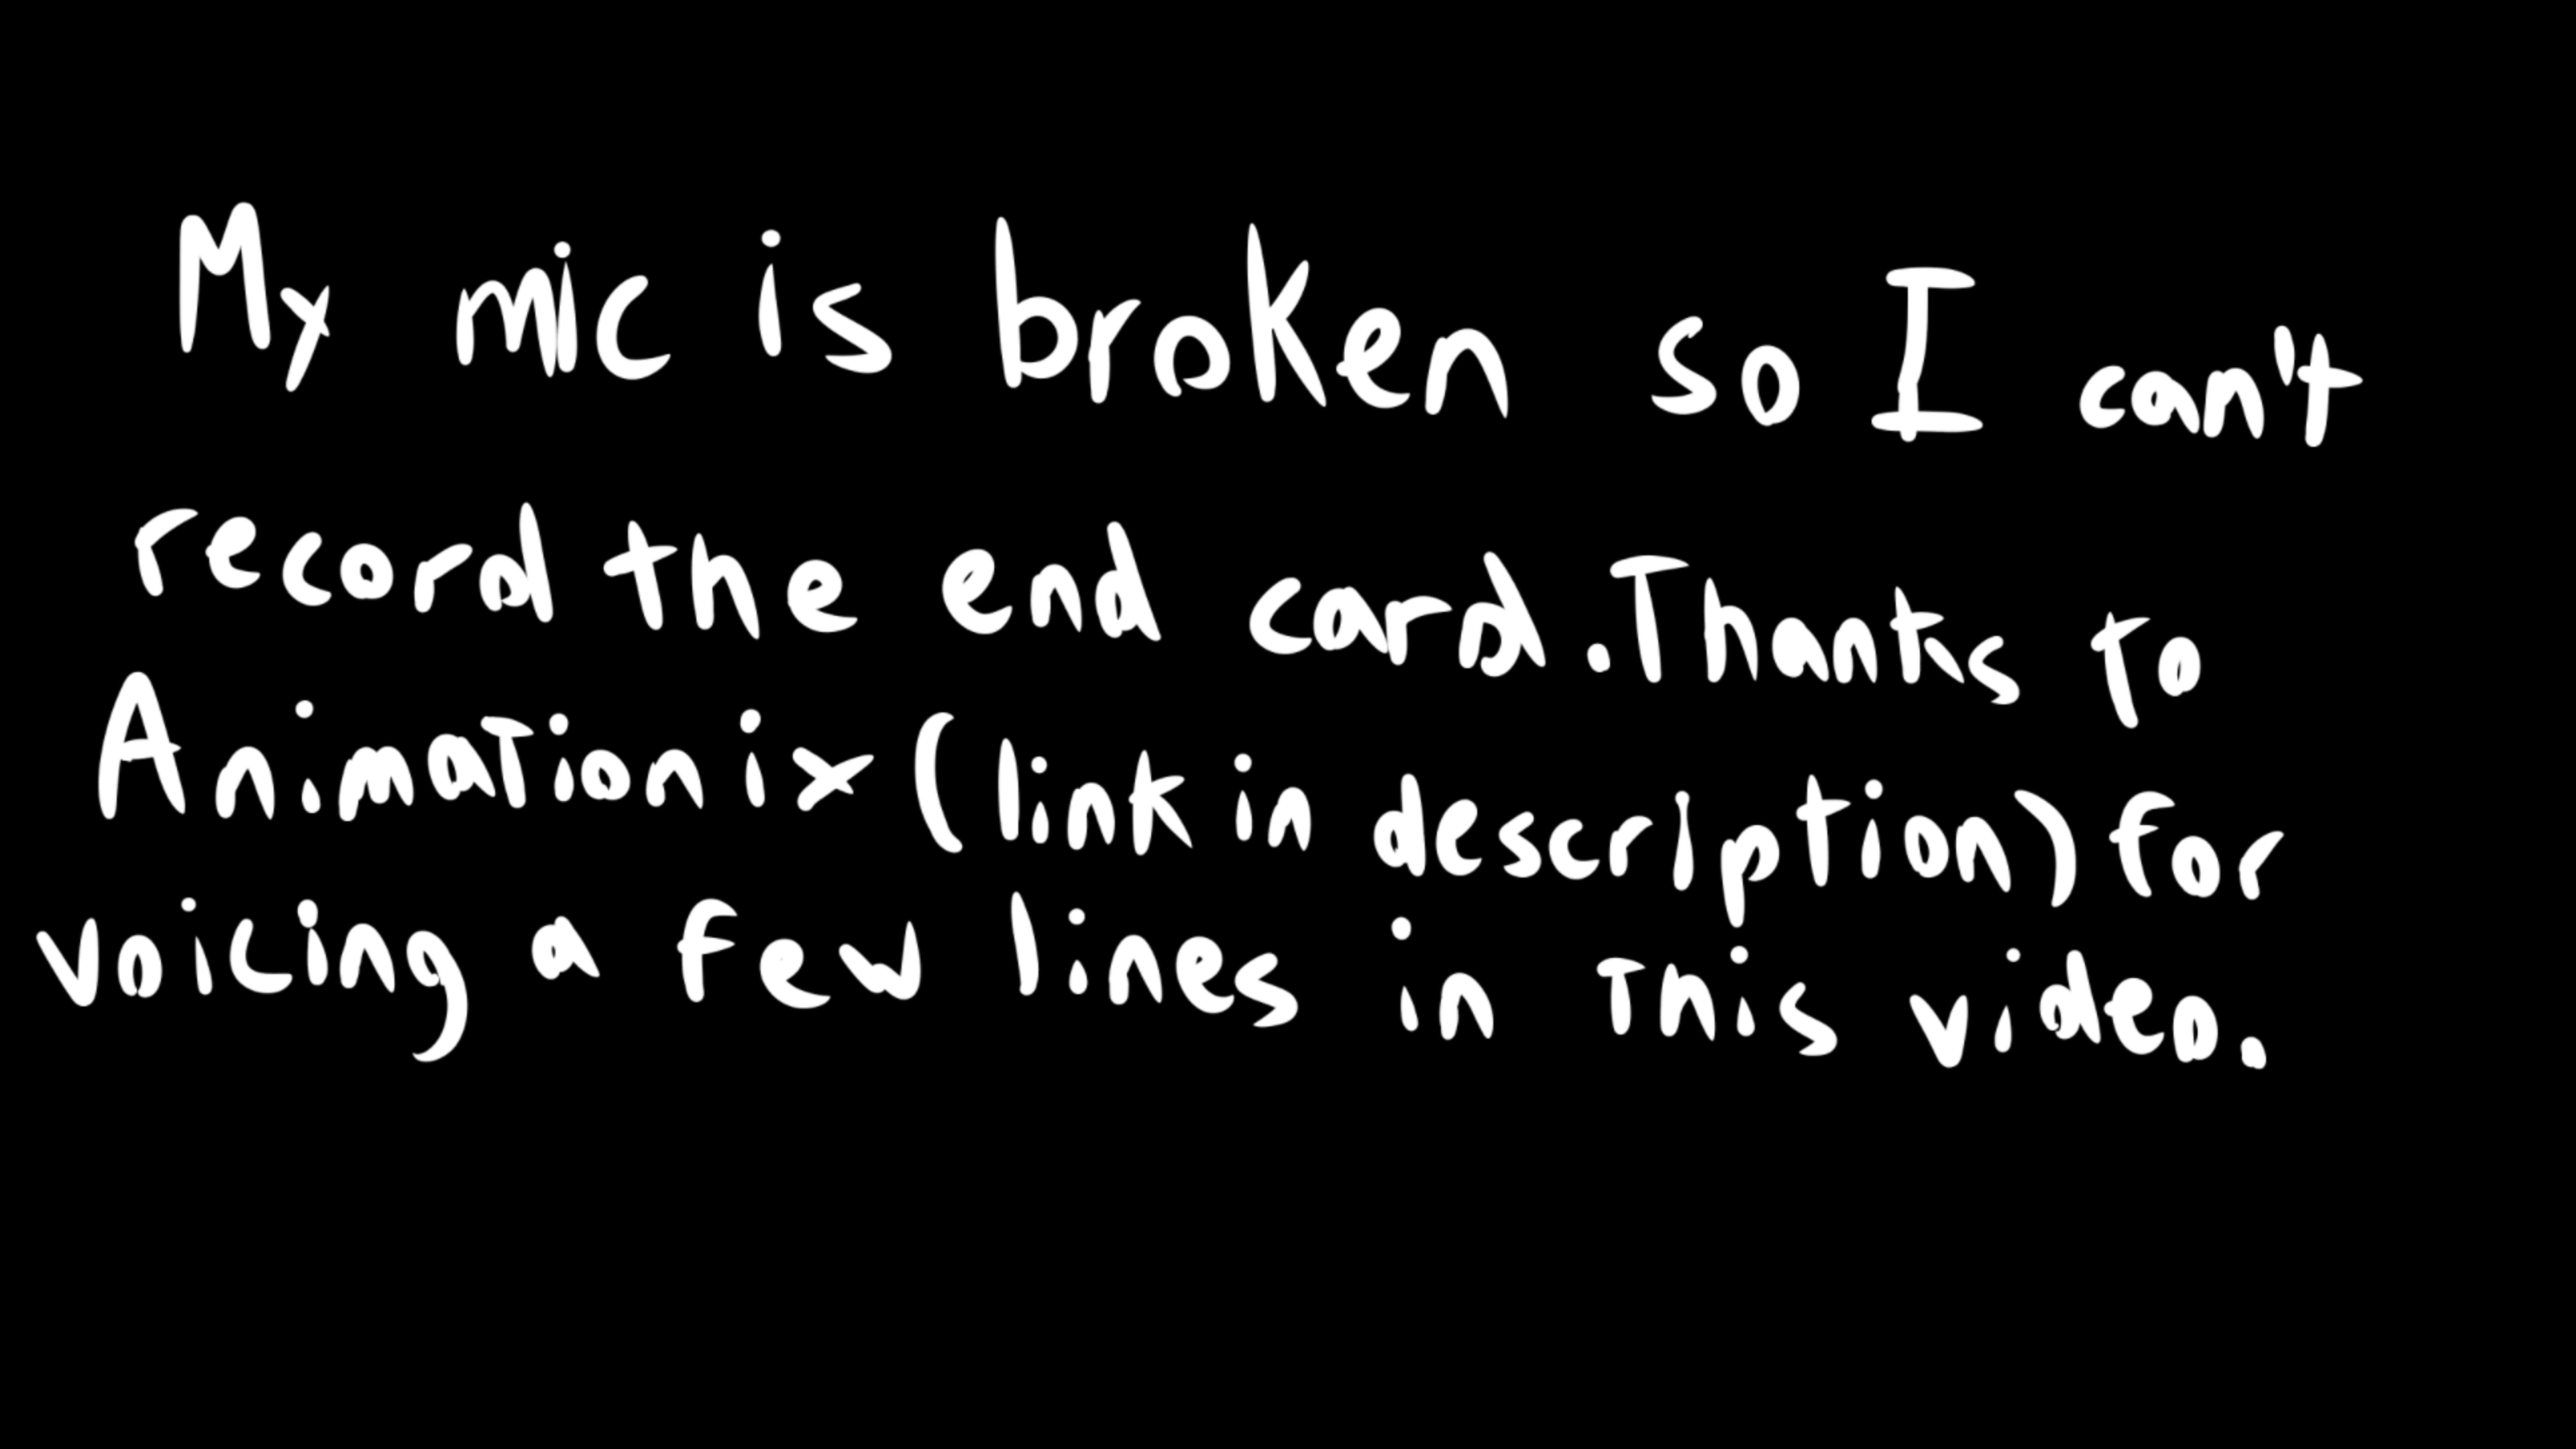 My mic is broken so I can't
record the end card. Thanks to
Animationix (link in description) for
voicing a few lines in this video.